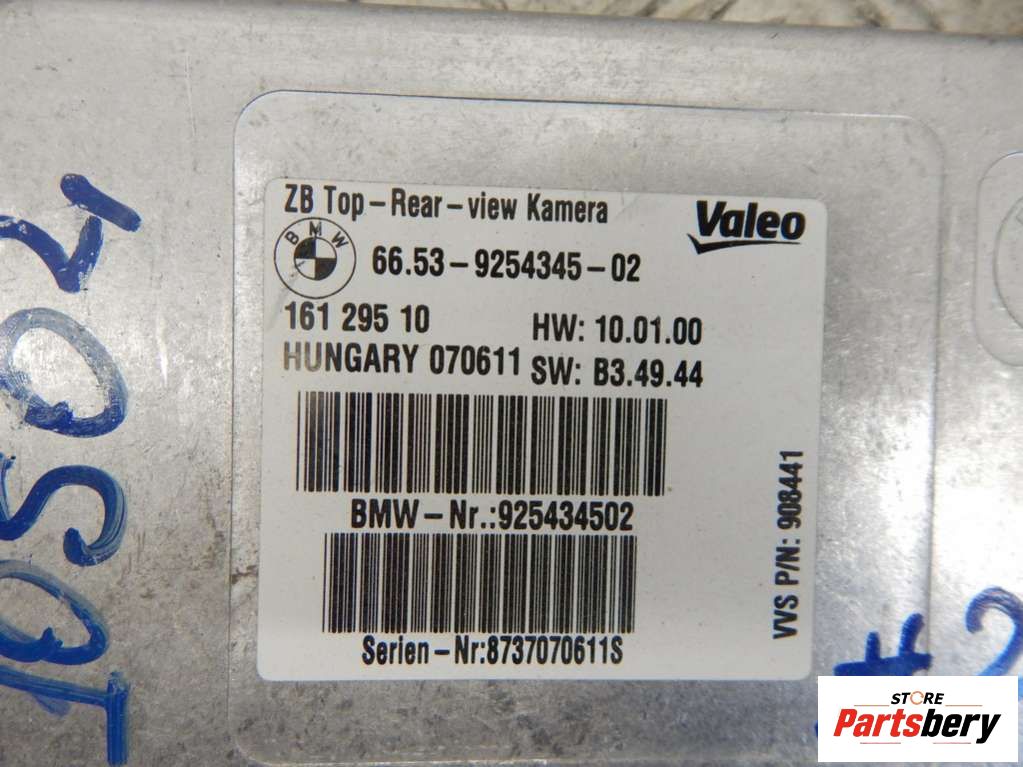 ZB Top-Rear-view Kamera
Valeo
BMW
66.53-9254345-02
161 295 10
HW: 10.01.00
HUNGARY 070611
SW: B3.49.44
BMW-Nr.:925434502
Serien-Nr:8737070611S
VVS P/N: 908441
STORE
Partsbery